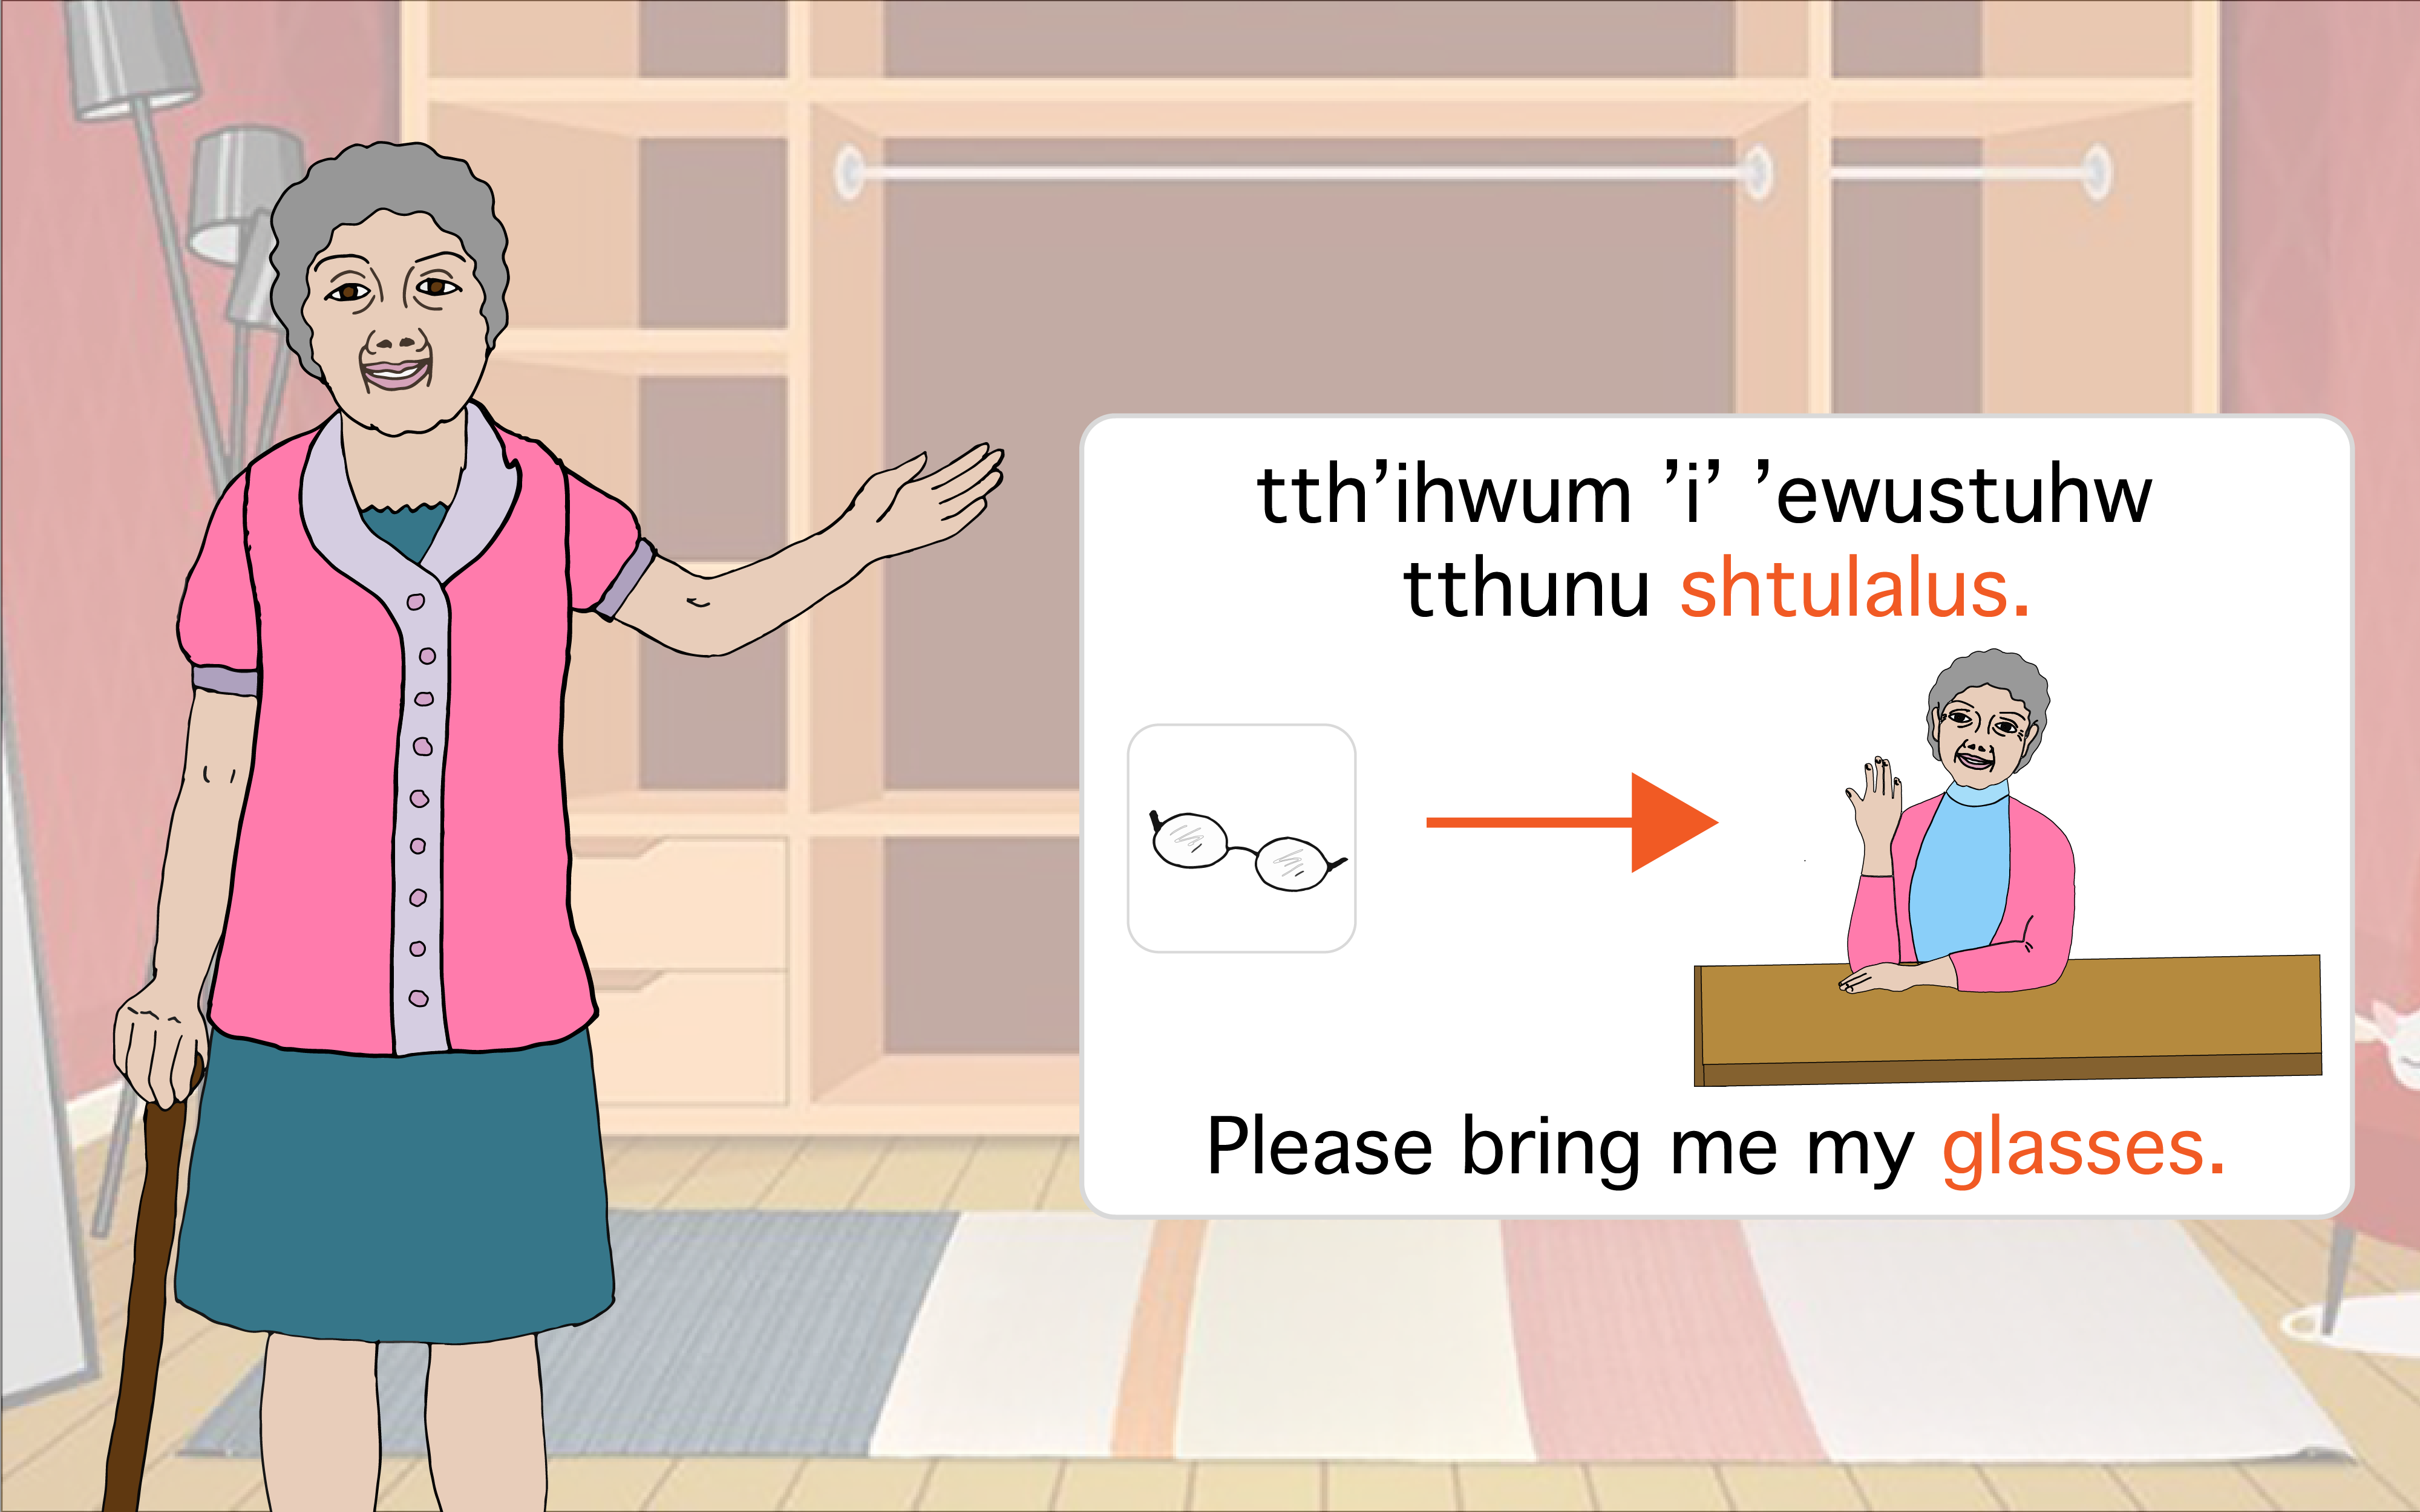 tth’ihwum ’i’ ’ewustuhw
tthunu shtulalus.
Please bring me my glasses.